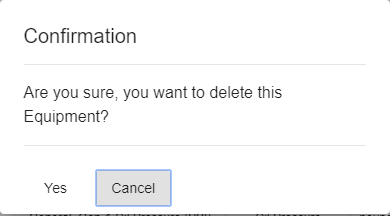 Confirmation
Are you sure, you want to delete this
Equipment?
Yes Cancel